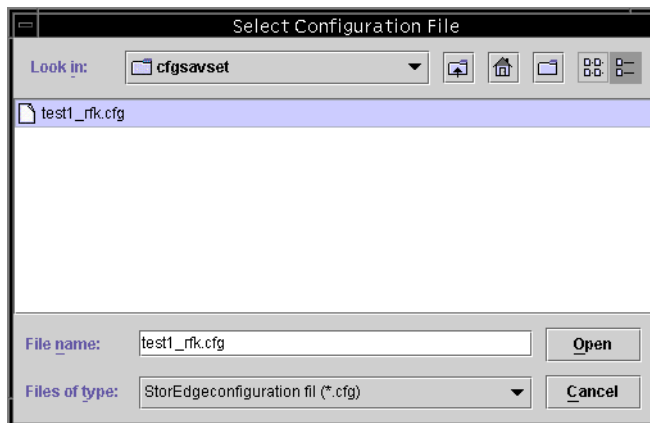 Select Configuration File
Look in: cfgsavset
test1_rfk.cfg
File name: test1_rfk.cfg Open
Files of type: StorEdgeconfiguration fil (*.cfg) Cancel